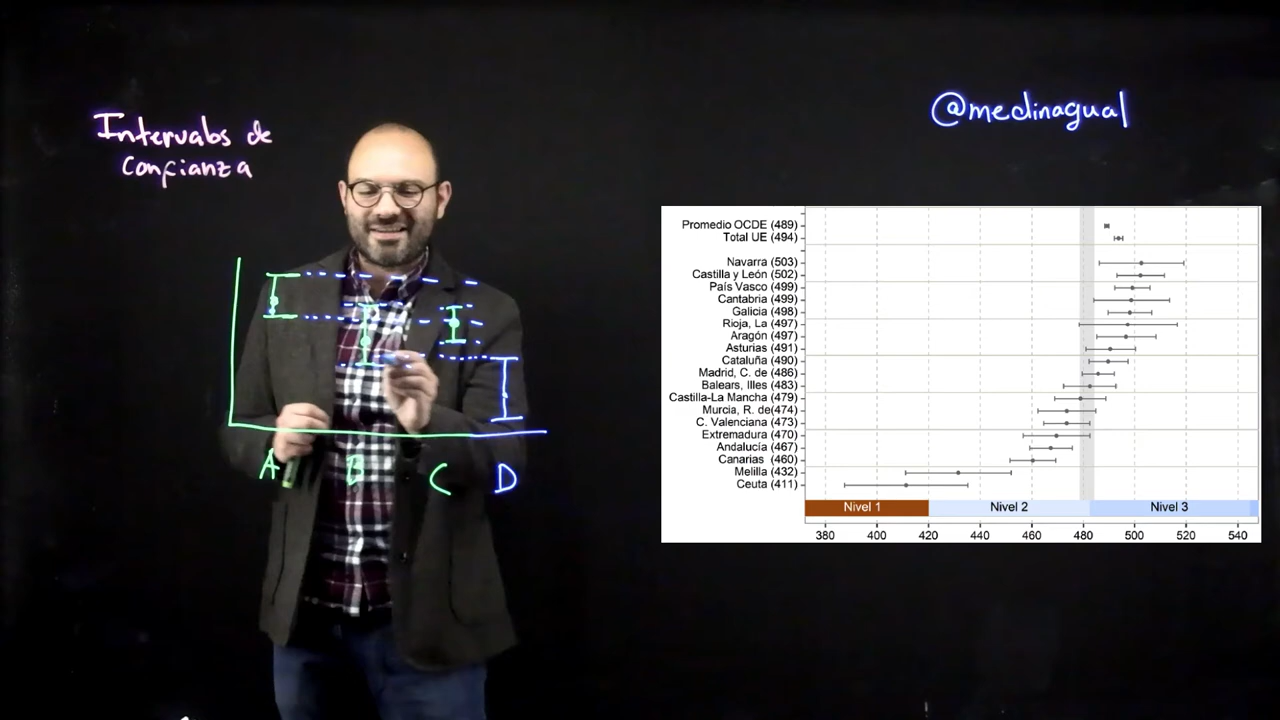 Intervalos de
Confianza
@medinagual
A B C D
Promedio OCDE (489)
Total UE (494)
Navarra (503)
Castilla y León (502)
País Vasco (499)
Cantabria (499)
Galicia (498)
Rioja, La (497)
Aragón (497)
Asturias (491)
Cataluña (490)
Madrid, C. de (486)
Balears, Illes (483)
Castilla-La Mancha (479)
Murcia, R. de(474)
C. Valenciana (473)
Extremadura (470)
Andalucía (467)
Canarias (460)
Melilla (432)
Ceuta (411)
Nivel 1 Nivel 2 Nivel 3
380 400 420 440 460 480 500 520 540